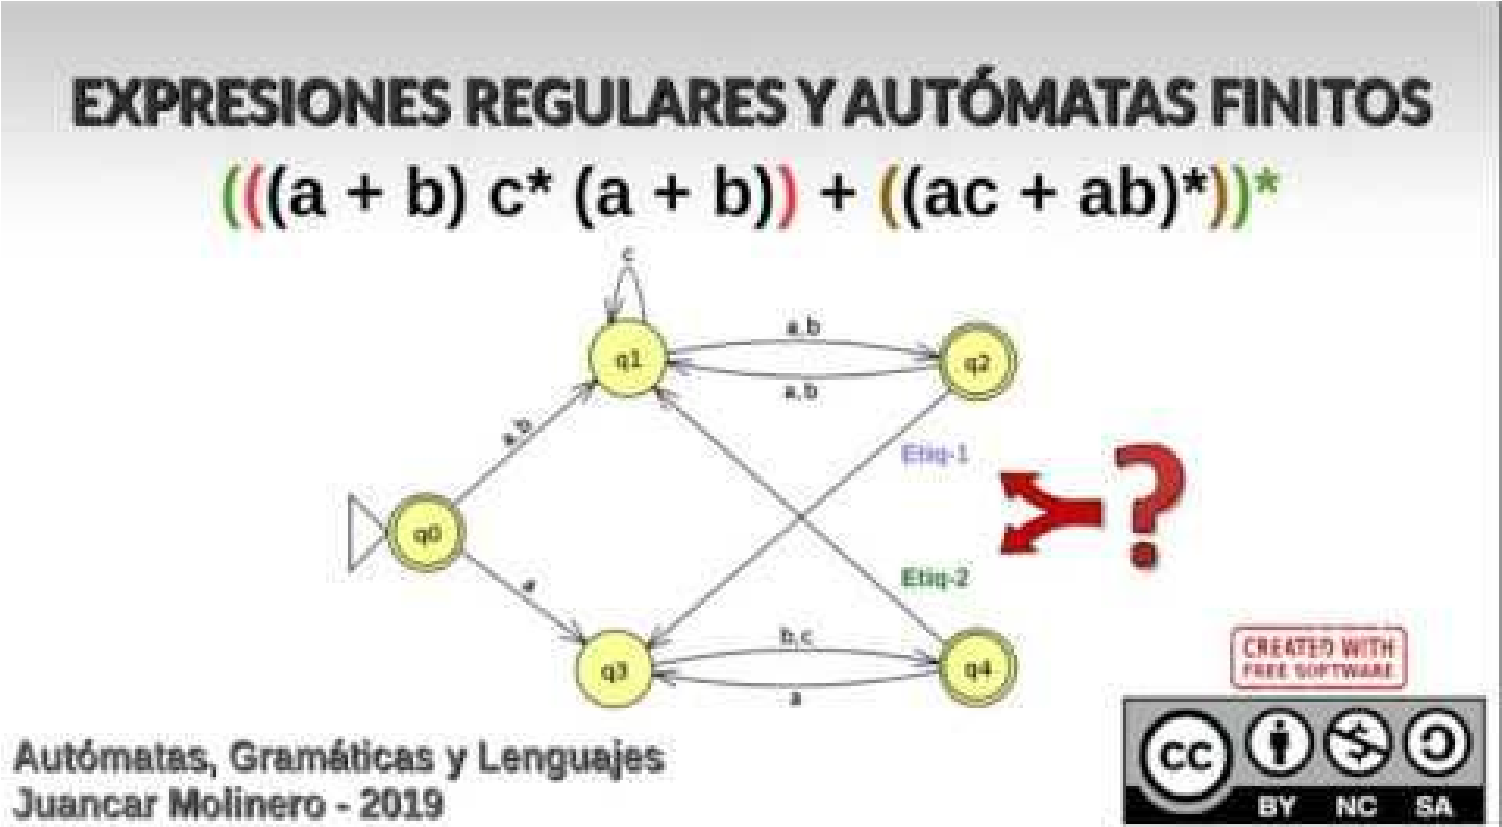 EXPRESIONES REGULARES Y AUTÓMATAS FINITOS
(((a + b) c* (a + b)) + ((ac + ab)*))*
c
a,b
q1
q2
a,b
a,b
Etiq-1
?
q0
a
Etiq-2
b,c
q3
q4
a
CREATED WITH
FREE SOFTWARE
Autómatas, Gramáticas y Lenguajes
Juancar Molinero - 2019
cc
BY NC SA